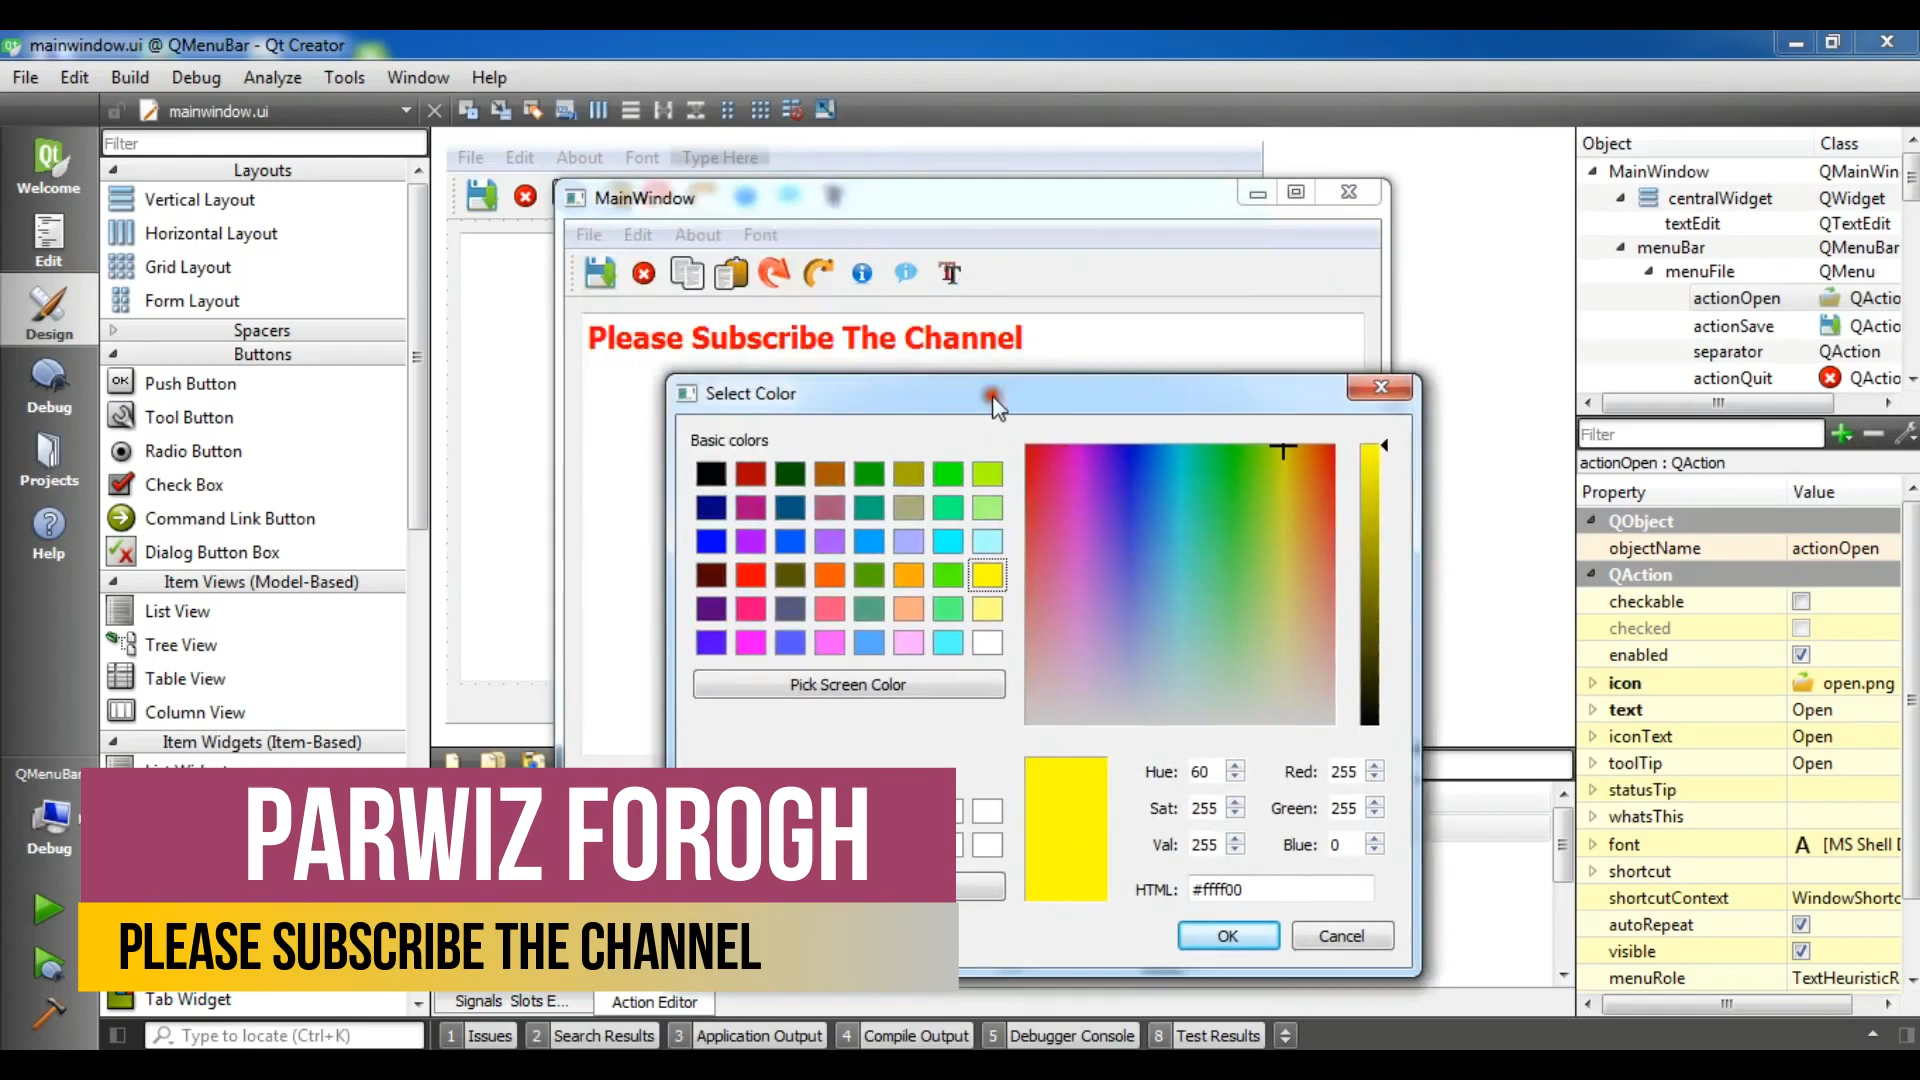 mainwindow.ui @ QMenuBar - Qt Creator
File Edit Build Debug Analyze Tools Window Help
mainwindow.ui
Welcome
Edit
Design
Debug
Projects
Help
QMenuBar
Debug
Filter
Layouts
Vertical Layout
Horizontal Layout
Grid Layout
Form Layout
Spacers
Buttons
OK Push Button
Tool Button
Radio Button
Check Box
Command Link Button
Dialog Button Box
Item Views (Model-Based)
List View
Tree View
Table View
Column View
Item Widgets (Item-Based)
Tab Widget
File Edit About Font Type Here
MainWindow
File Edit About Font
Please Subscribe The Channel
Select Color
Basic colors
Pick Screen Color
Hue: 60 Red: 255
Sat: 255 Green: 255
Val: 255 Blue: 0
HTML: #ffff00
OK Cancel
PARWIZ FOROGH
PLEASE SUBSCRIBE THE CHANNEL
Signals Slots E... Action Editor
Object Class
MainWindow QMainWin
centralWidget QWidget
textEdit QTextEdit
menuBar QMenuBar
menuFile QMenu
actionOpen QActio
actionSave QActio
separator QAction
actionQuit QActio
Filter
actionOpen : QAction
Property Value
QObject
objectName actionOpen
QAction
checkable
checked
enabled
icon open.png
text Open
iconText Open
toolTip Open
statusTip
whatsThis
font A [MS Shell D
shortcut
shortcutContext WindowShortc
autoRepeat
visible
menuRole TextHeuristicR
Type to locate (Ctrl+K) 1 Issues 2 Search Results 3 Application Output 4 Compile Output 5 Debugger Console 8 Test Results